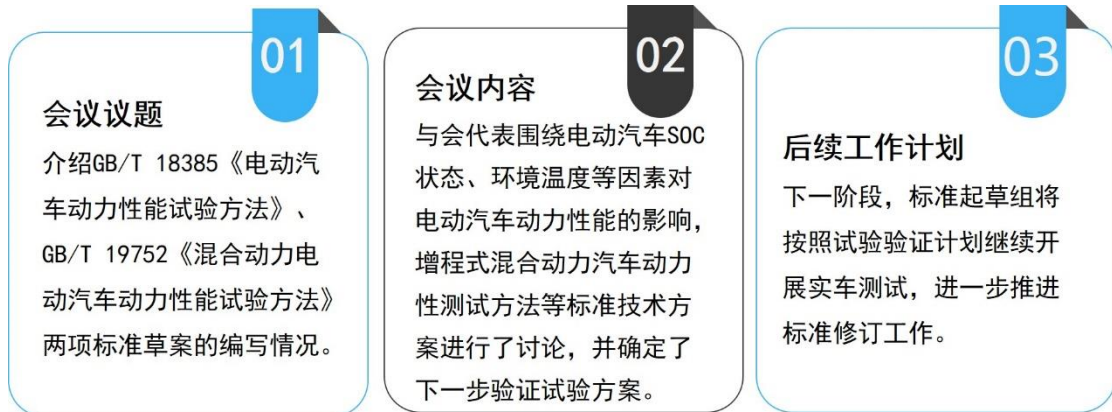 01
会议议题
介绍GB/T 18385《电动汽
车动力性能试验方法》、
GB/T 19752《混合动力电
动汽车动力性能试验方法》
两项标准草案的编写情况。
02
会议内容
与会代表围绕电动汽车SOC
状态、环境温度等因素对
电动汽车动力性能的影响，
增程式混合动力汽车动力
性测试方法等标准技术方
案进行了讨论，并确定了
下一步验证试验方案。
03
后续工作计划
下一阶段，标准起草组将
按照试验验证计划继续开
展实车测试，进一步推进
标准修订工作。